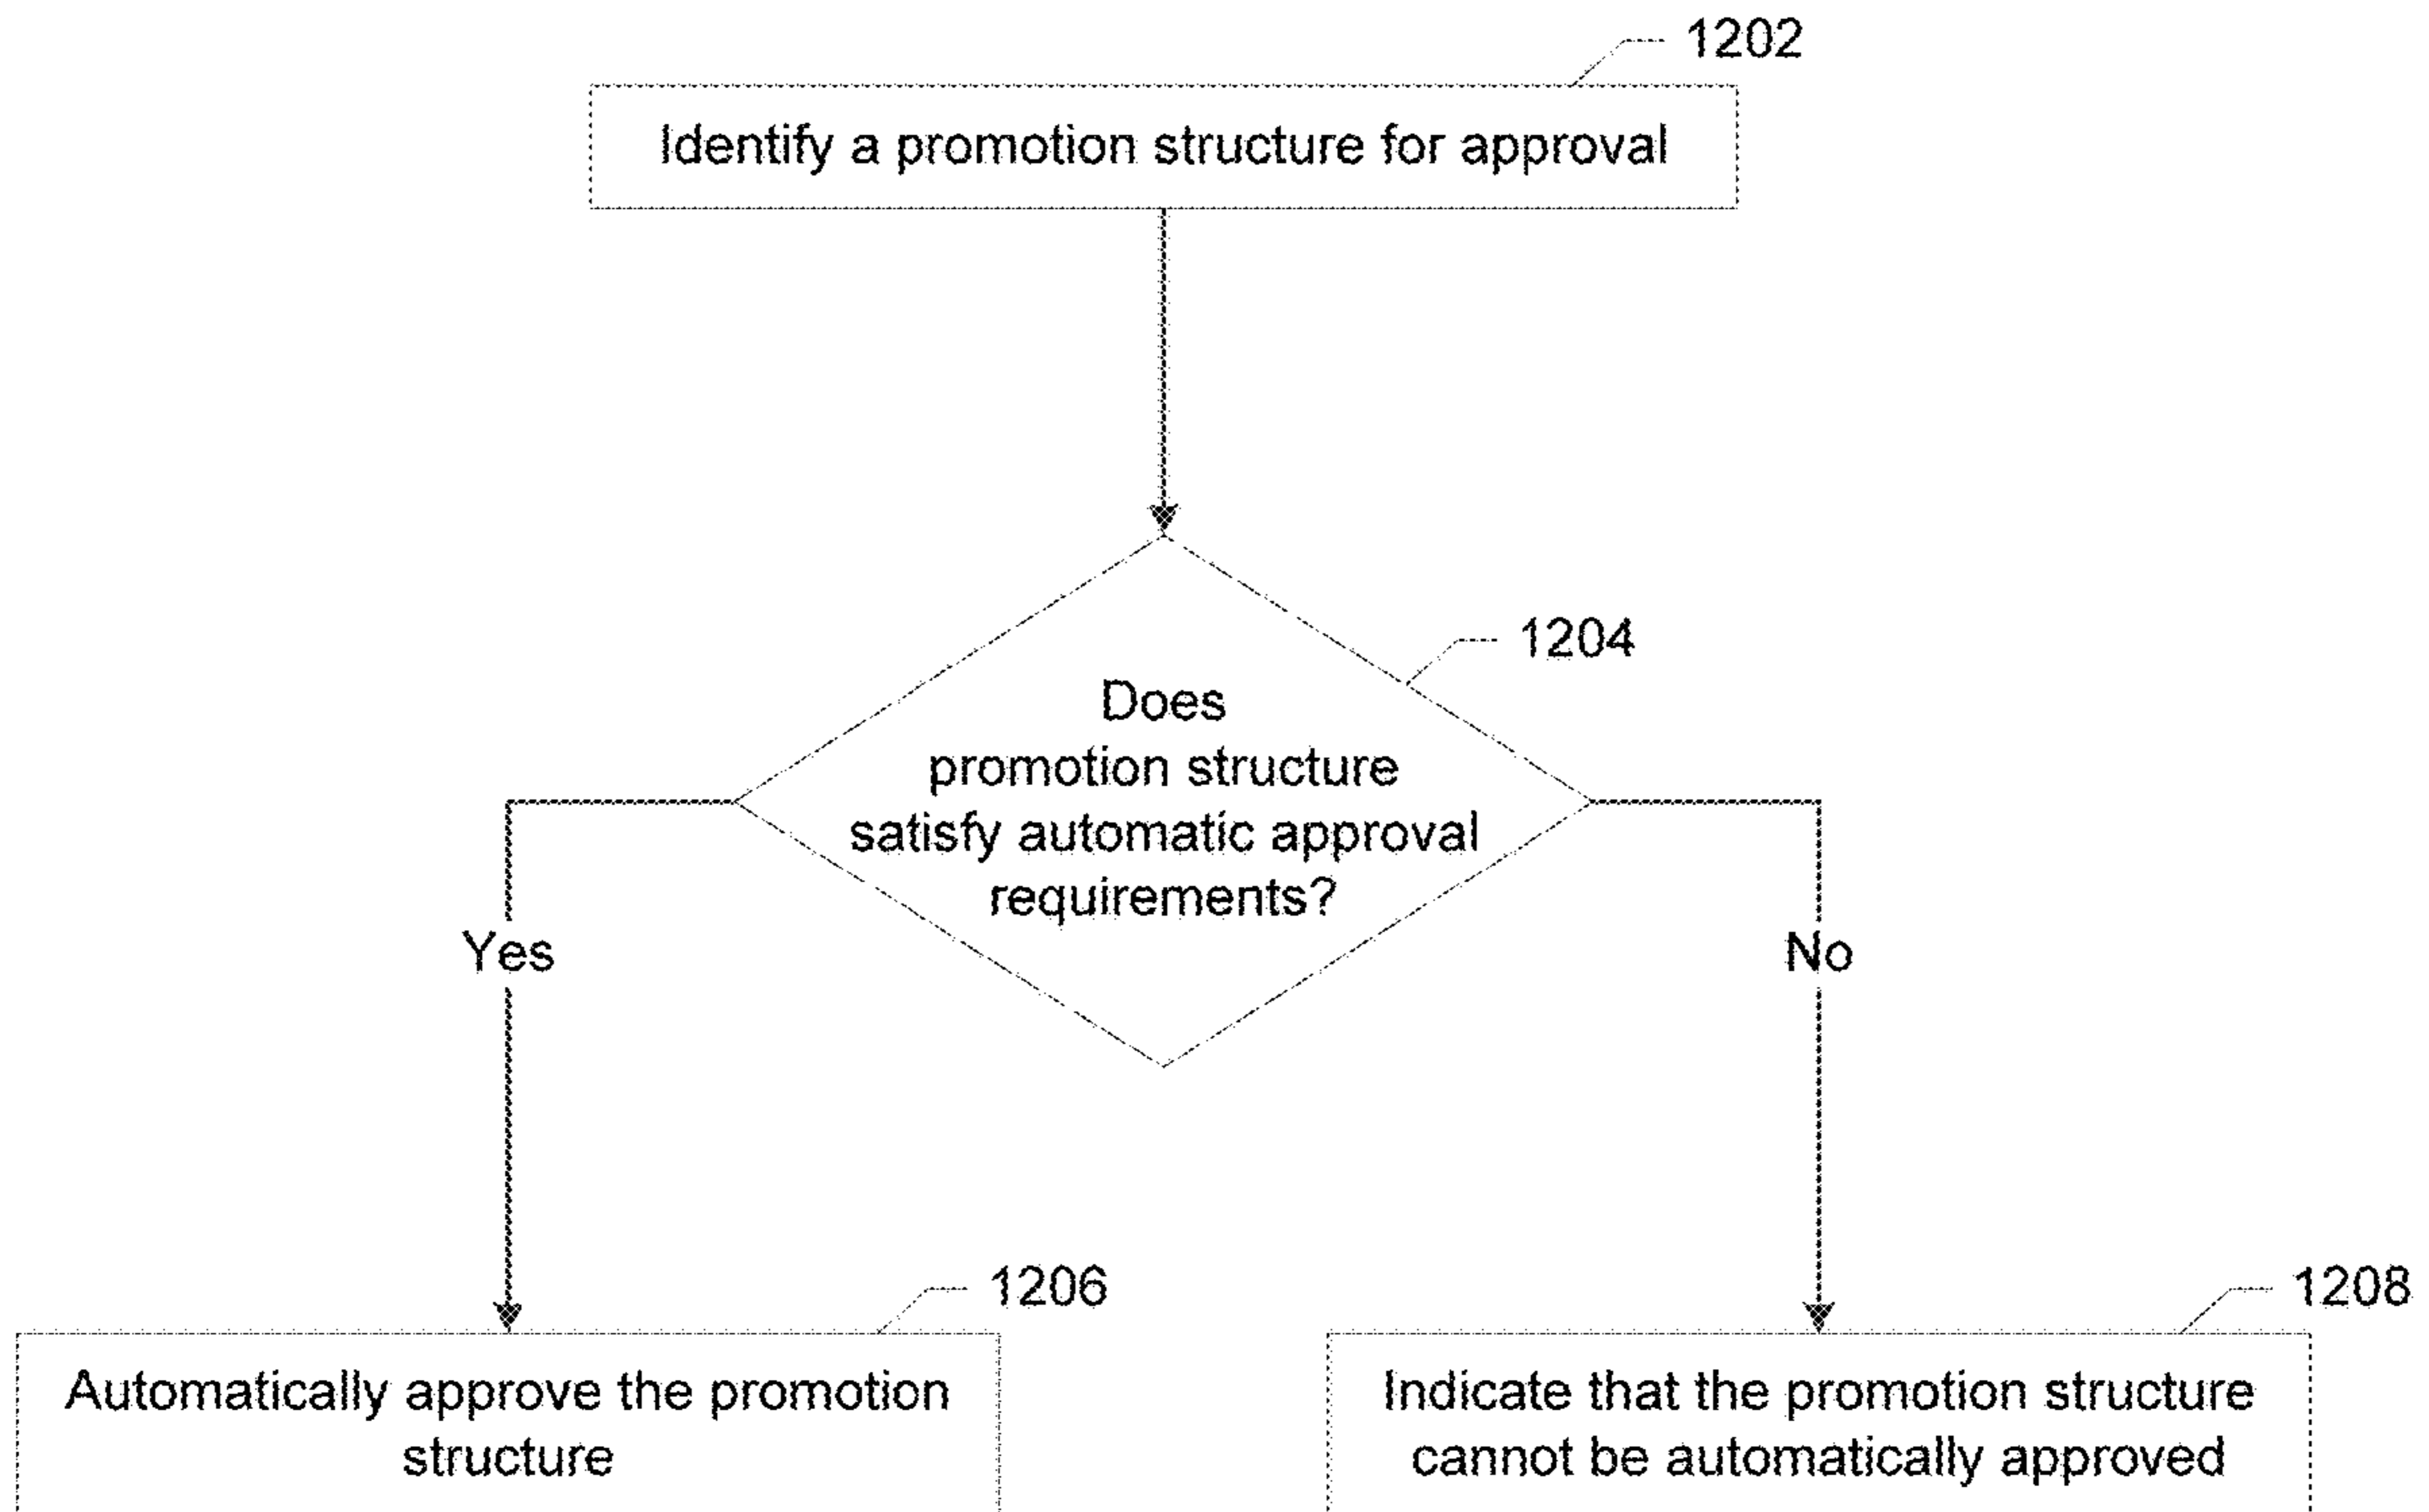 1202
Identify a promotion structure for approval
1204
Does
promotion structure
satisfy automatic approval
requirements?
Yes
No
1206
1208
Automatically approve the promotion
structure
Indicate that the promotion structure
cannot be automatically approved